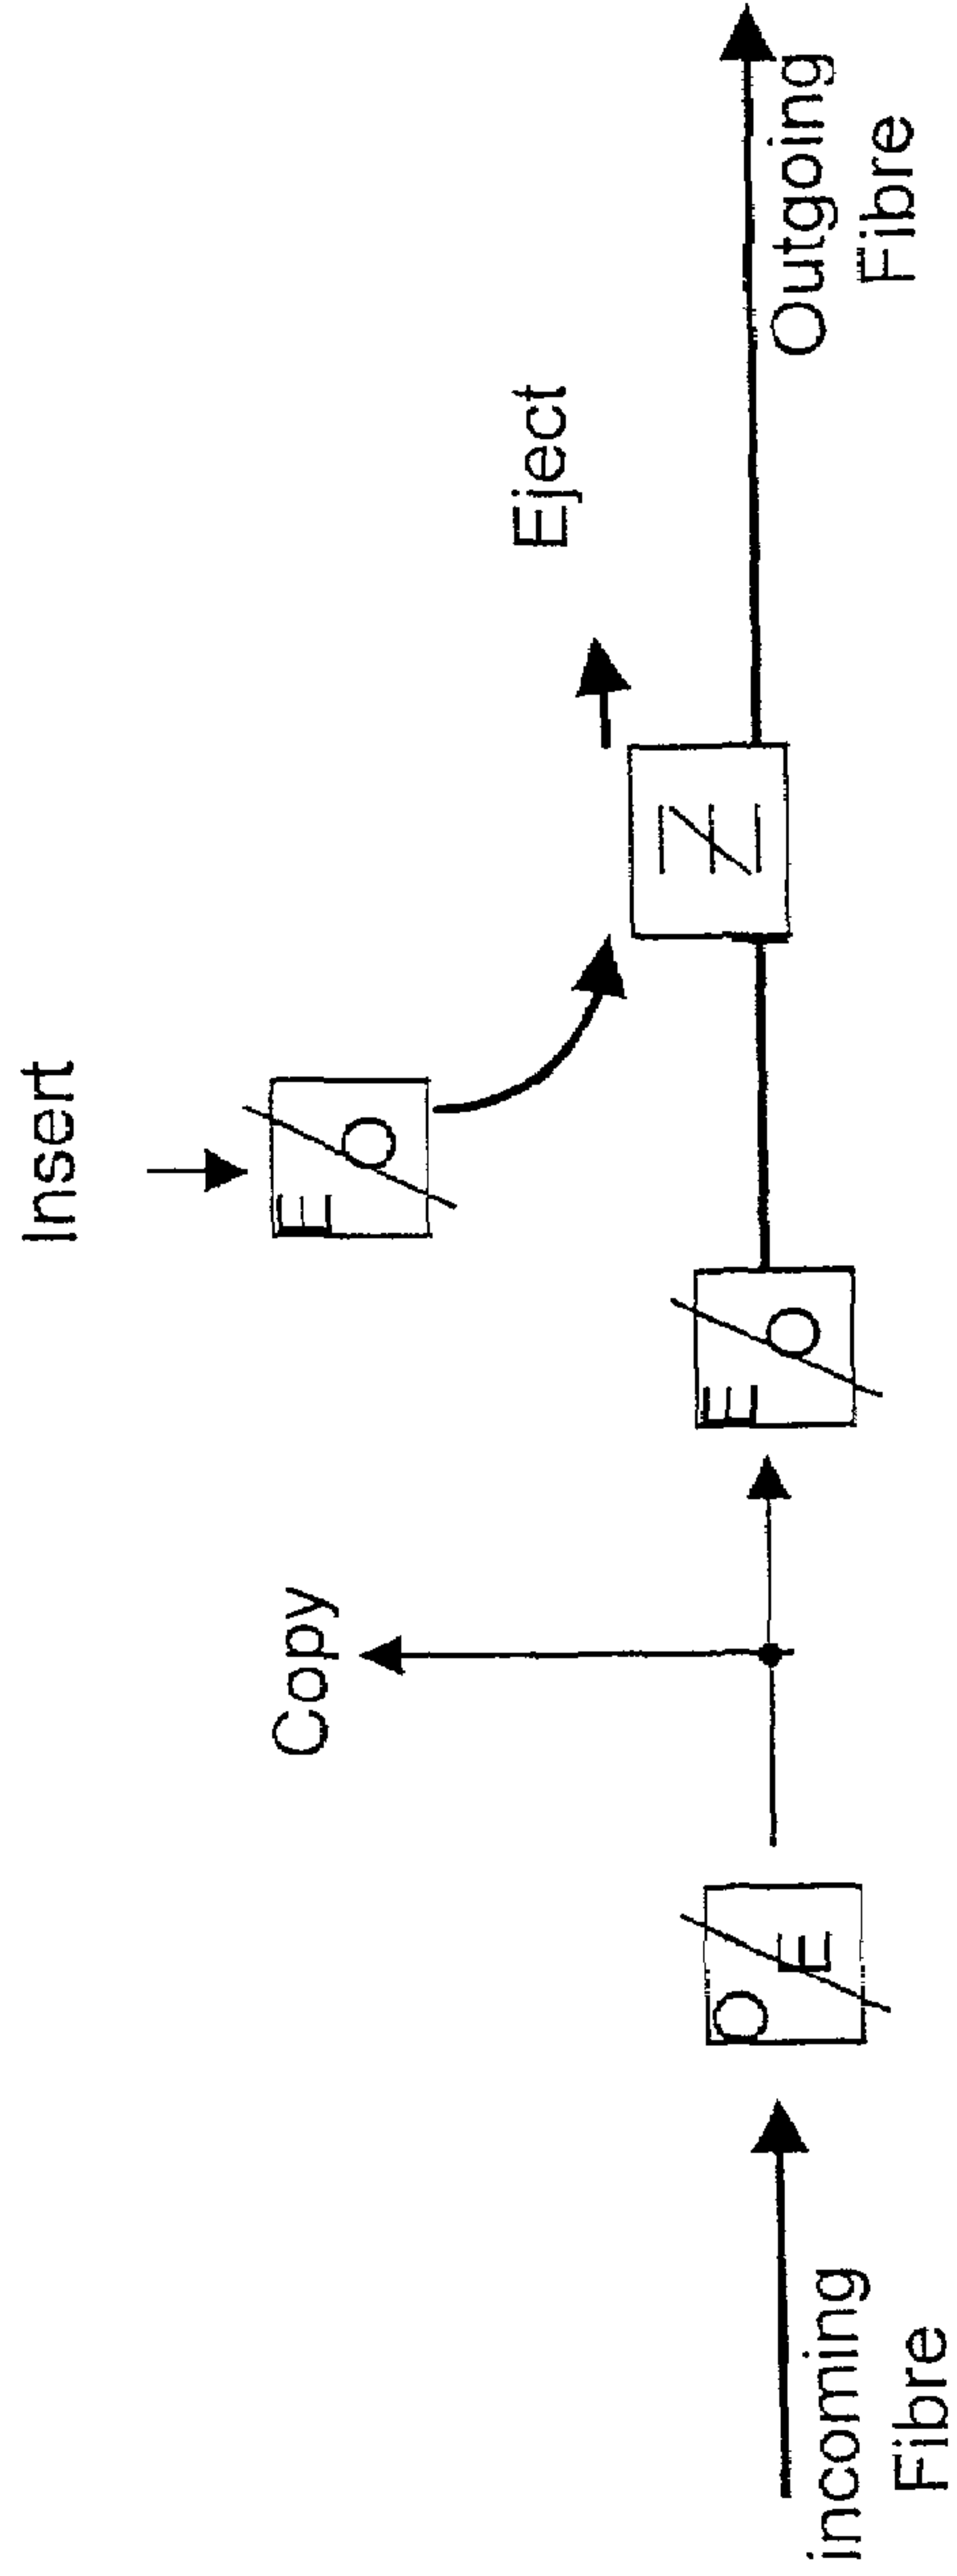 Insert
Copy
Eject
E
O
O
E
E
O
Z
incoming
Fibre
Outgoing
Fibre